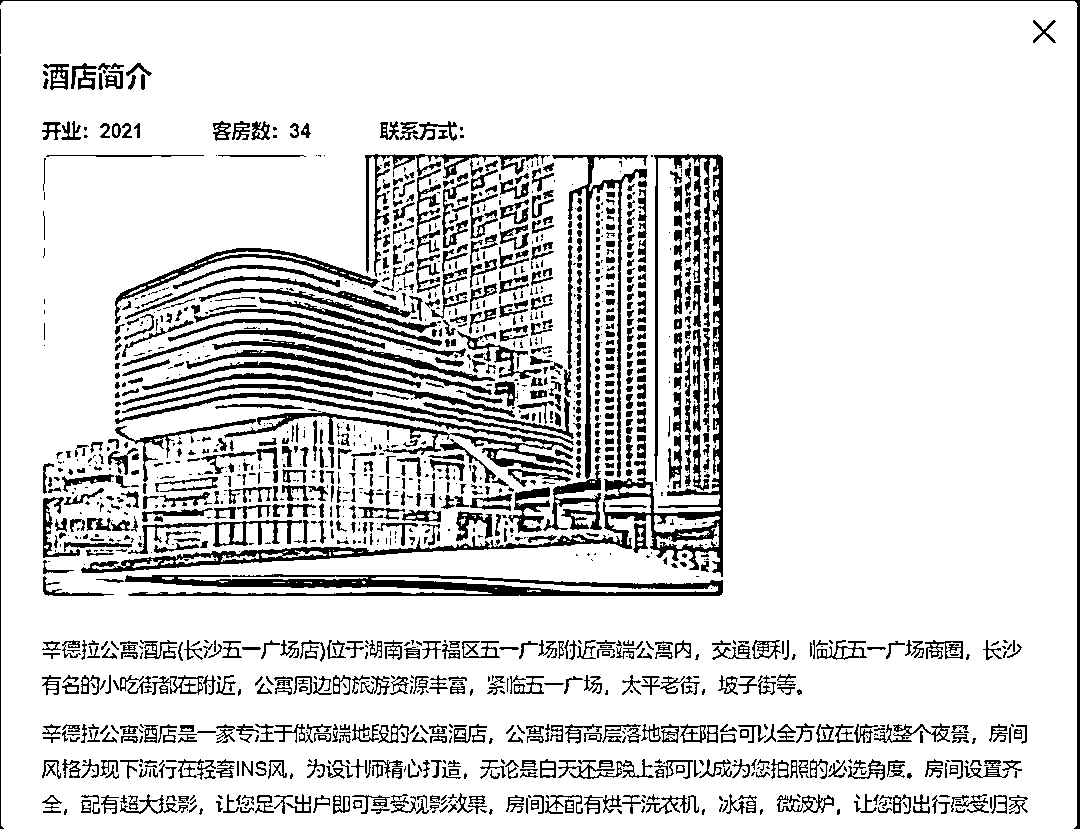 酒店简介
开业：2021 客房数：34 联系方式：
辛德拉公寓酒店(长沙五一广场店)位于湖南省开福区五一广场附近高端公寓内，交通便利，临近五一广场商圈，长沙
有名的小吃街都在附近，公寓周边的旅游资源丰富，紧临五一广场，太平老街，坡子街等。
辛德拉公寓酒店是一家专注于做高端地段的公寓酒店，公寓拥有高层落地窗在阳台可以全方位在俯瞰整个夜景，房间
风格为现下流行在轻奢INS风，为设计师精心打造，无论是白天还是晚上都可以成为您拍照的必选角度。房间设置齐
全，配有超大投影，让您足不出户即可享受观影效果，房间还配有烘干洗衣机，冰箱，微波炉，让您的出行感受归家